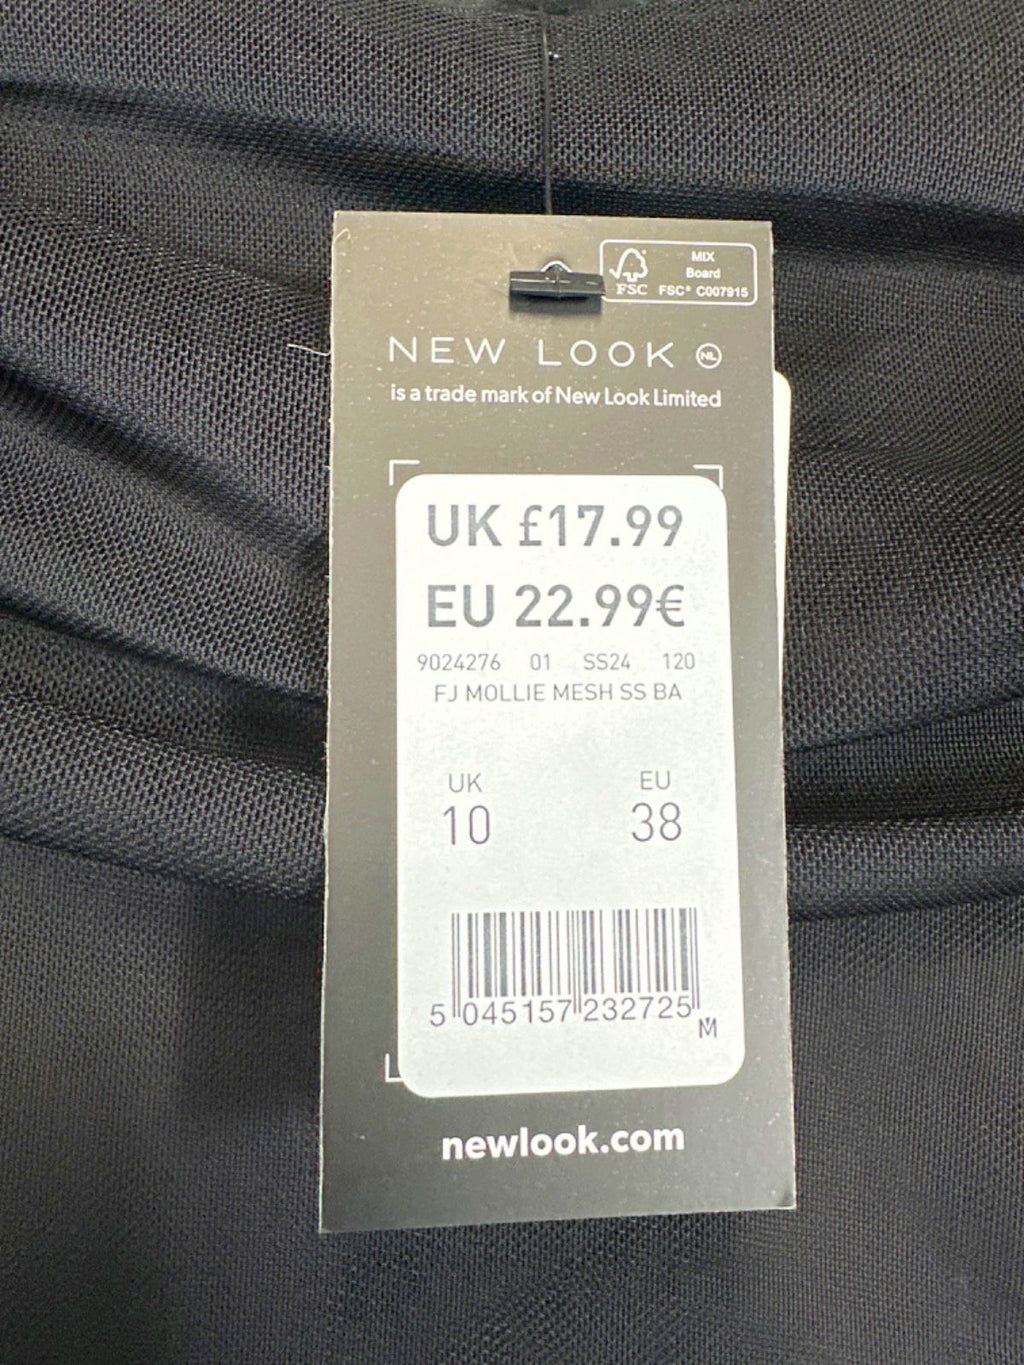 MIX
Board
FSC FSC® C007915
NEW LOOK NL
is a trade mark of New Look Limited
UK £17.99
EU 22.99€
9024276 01 SS24 120
FJ MOLLIE MESH SS BA
UK EU
10 38
5 045157 232725
M
newlook.com